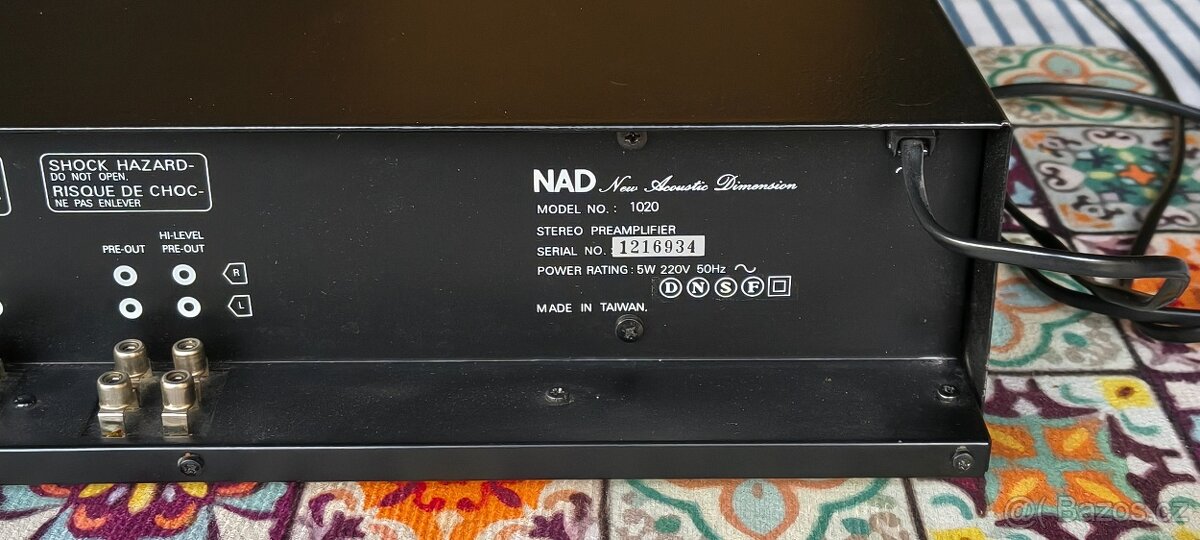 SHOCK HAZARD-
DO NOT OPEN.
RISQUE DE CHOC-
NE PAS ENLEVER
PRE-OUT
HI-LEVEL
PRE-OUT
R
L
NAD New Acoustic Dimension
MODEL NO. : 1020
STEREO PREAMPLIFIER
SERIAL NO. 1216934
POWER RATING : 5W 220V 50Hz
D N S F
MADE IN TAIWAN.
Bazos.cz